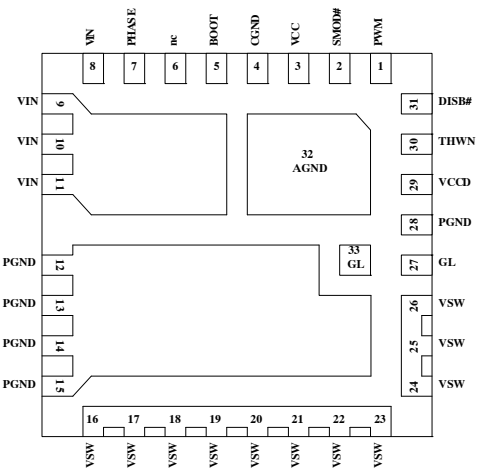 VIN PHASE nc BOOT CGND VCC SMOD# PWM
8 7 6 5 4 3 2 1
VIN 9
VIN 10
VIN 11
32
AGND
31 DISB#
30 THWN
29 VCCD
28 PGND
33
GL
27 GL
PGND 12
PGND 13
PGND 14
PGND 15
26 VSW
25 VSW
24 VSW
16 17 18 19 20 21 22 23
VSW VSW VSW VSW VSW VSW VSW VSW